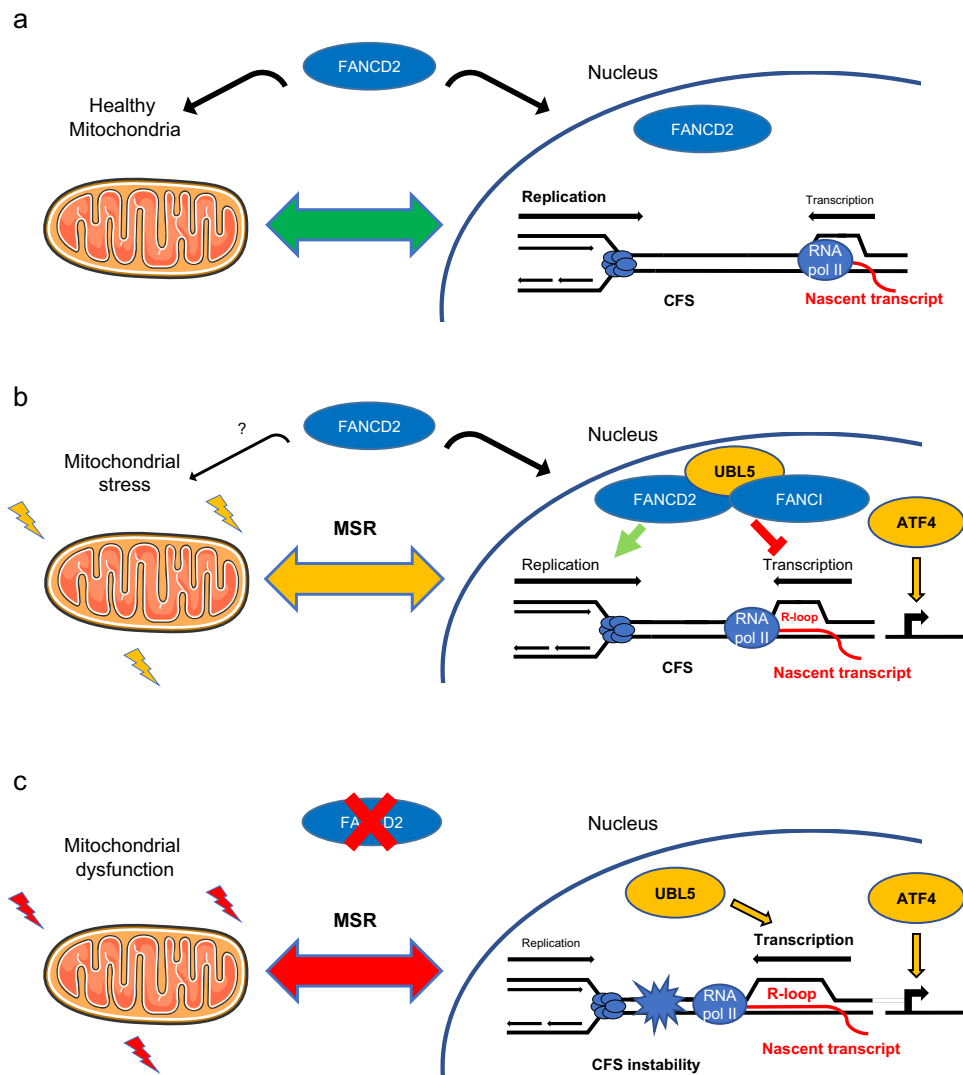 a
FANCD2
Nucleus
Healthy
Mitochondria
FANCD2
Replication
Transcription
RNA
pol II
CFS
Nascent transcript
b
?
FANCD2
Nucleus
Mitochondrial
stress
UBL5
FANCD2
FANCI
MSR
ATF4
Replication
Transcription
RNA
pol II
R-loop
CFS
Nascent transcript
c
FANCD2
Nucleus
Mitochondrial
dysfunction
UBL5
ATF4
MSR
Replication
Transcription
RNA
pol II
R-loop
Nascent transcript
CFS instability